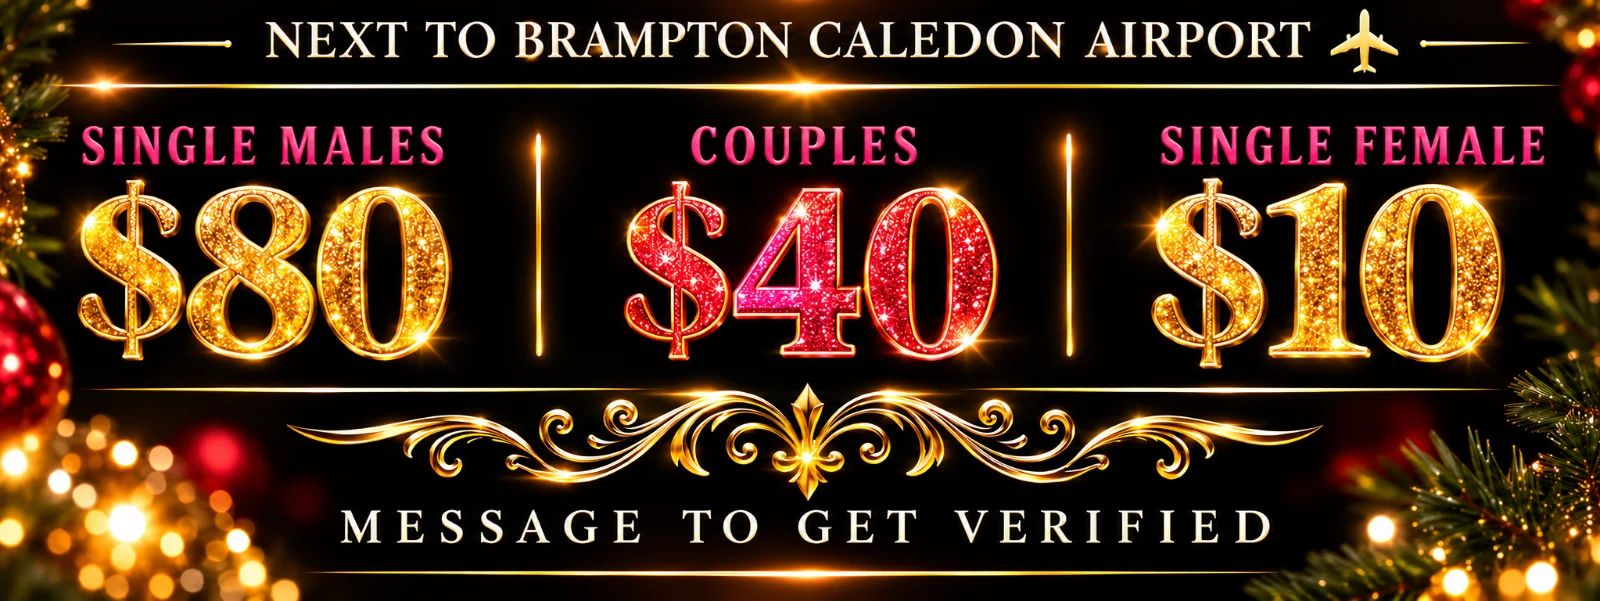 NEXT TO BRAMPTON CALEDON AIRPORT
SINGLE MALES
$80
COUPLES
$40
SINGLE FEMALE
$10
MESSAGE TO GET VERIFIED